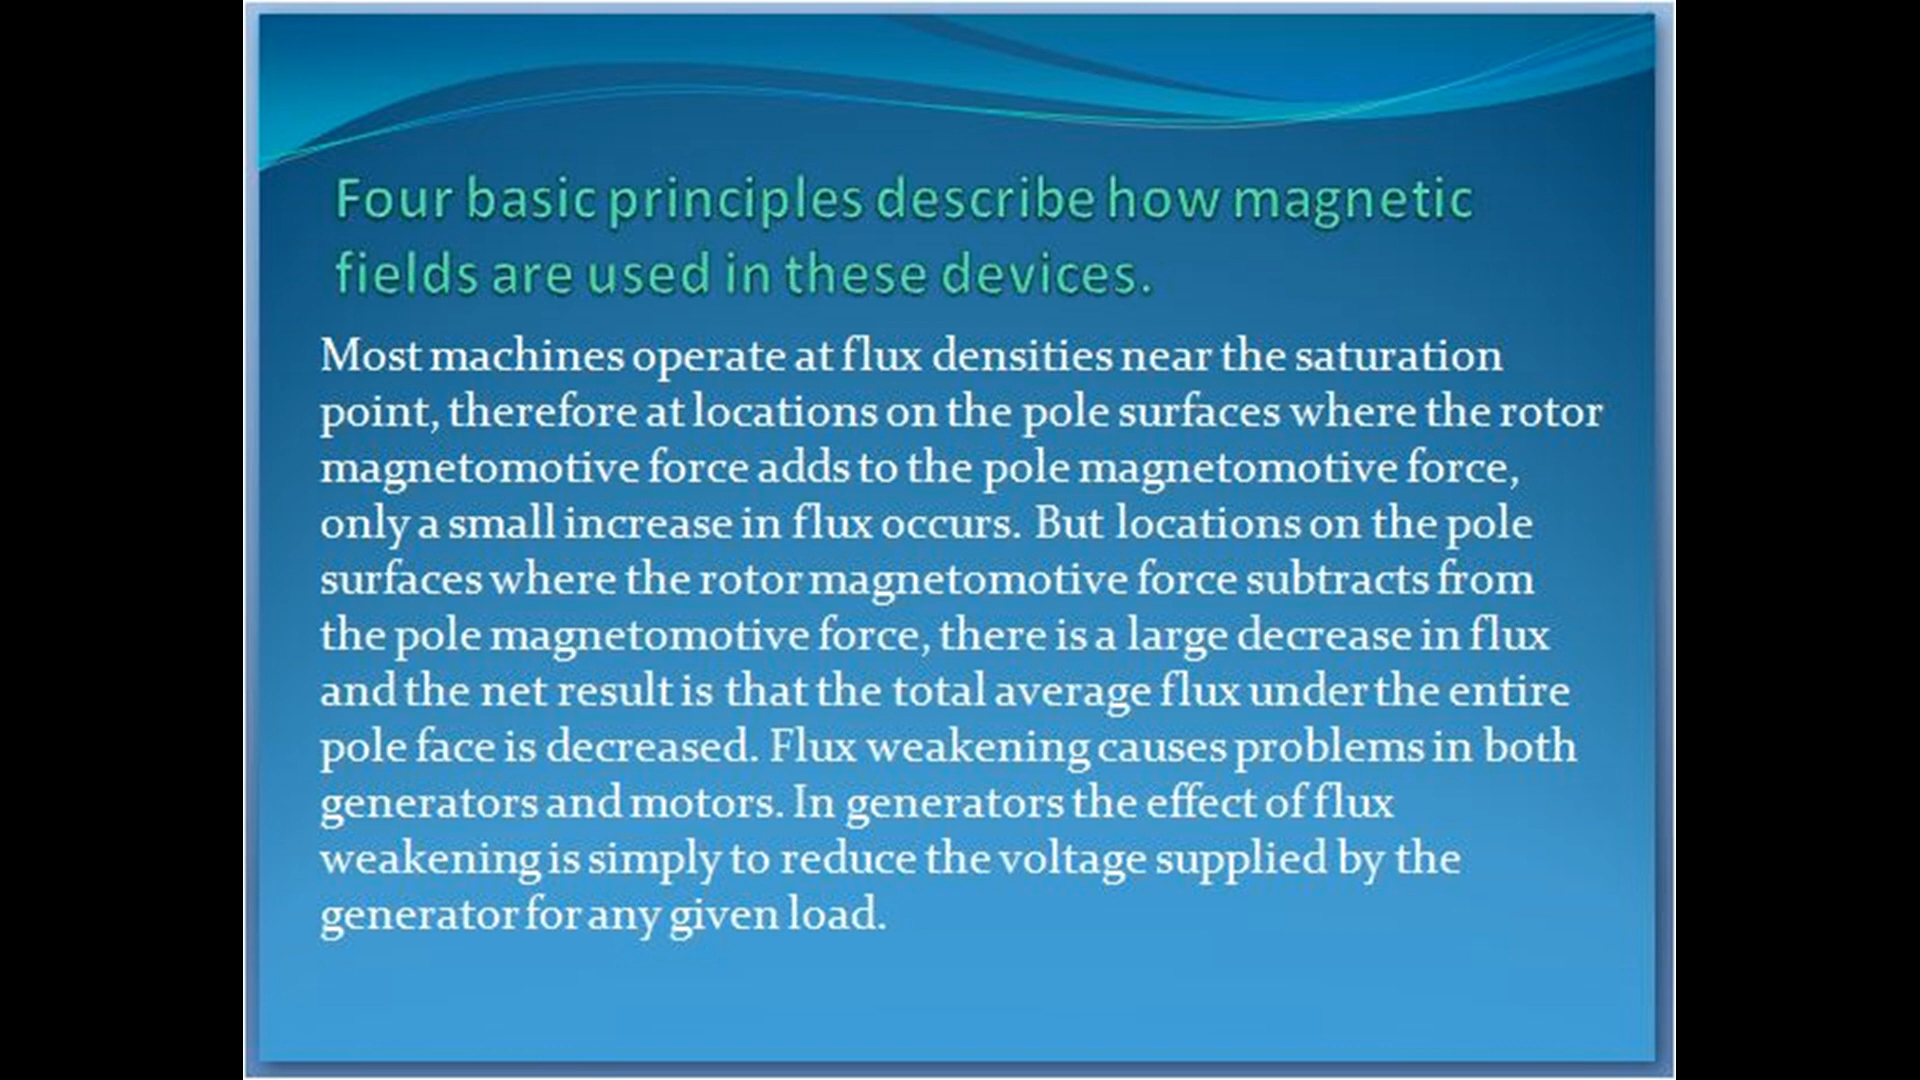 Four basic principles describe how magnetic
fields are used in these devices.
Most machines operate at flux densities near the saturation
point, therefore at locations on the pole surfaces where the rotor
magnetomotive force adds to the pole magnetomotive force,
only a small increase in flux occurs. But locations on the pole
surfaces where the rotor magnetomotive force subtracts from
the pole magnetomotive force, there is a large decrease in flux
and the net result is that the total average flux under the entire
pole face is decreased. Flux weakening causes problems in both
generators and motors. In generators the effect of flux
weakening is simply to reduce the voltage supplied by the
generator for any given load.